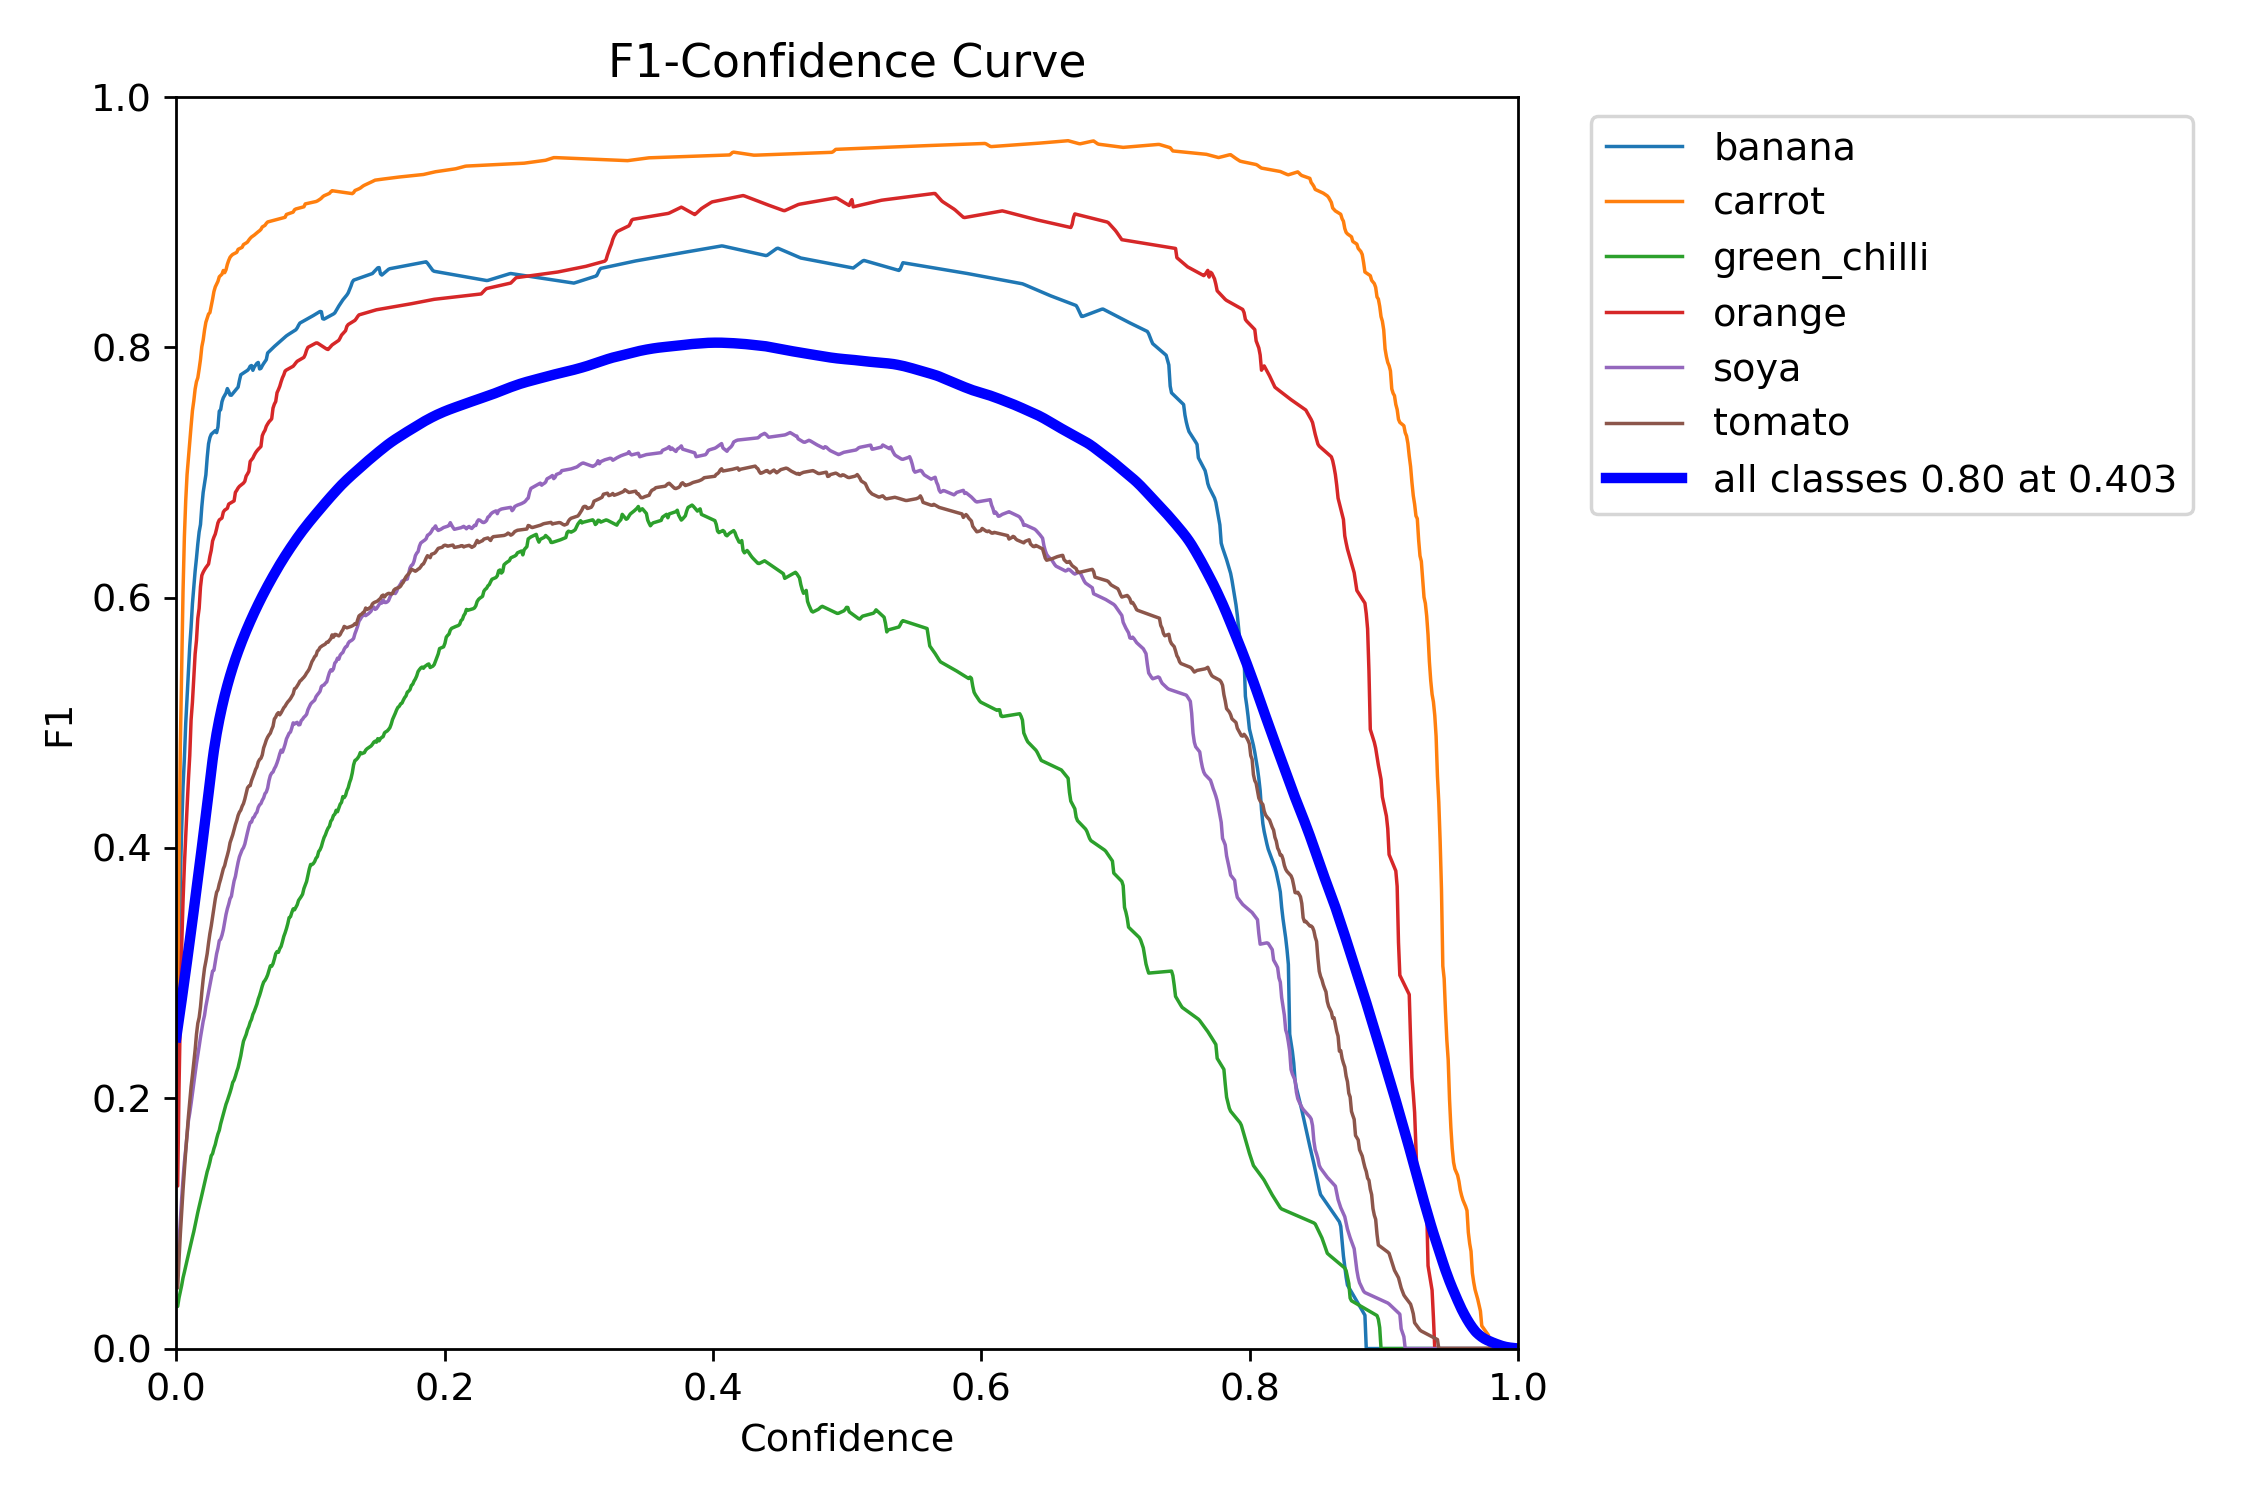 F1-Confidence Curve
1.0
0.8
0.6
0.4
0.2
0.0
F1
0.0 0.2 0.4 0.6 0.8 1.0
Confidence
banana
carrot
green_chilli
orange
soya
tomato
all classes 0.80 at 0.403